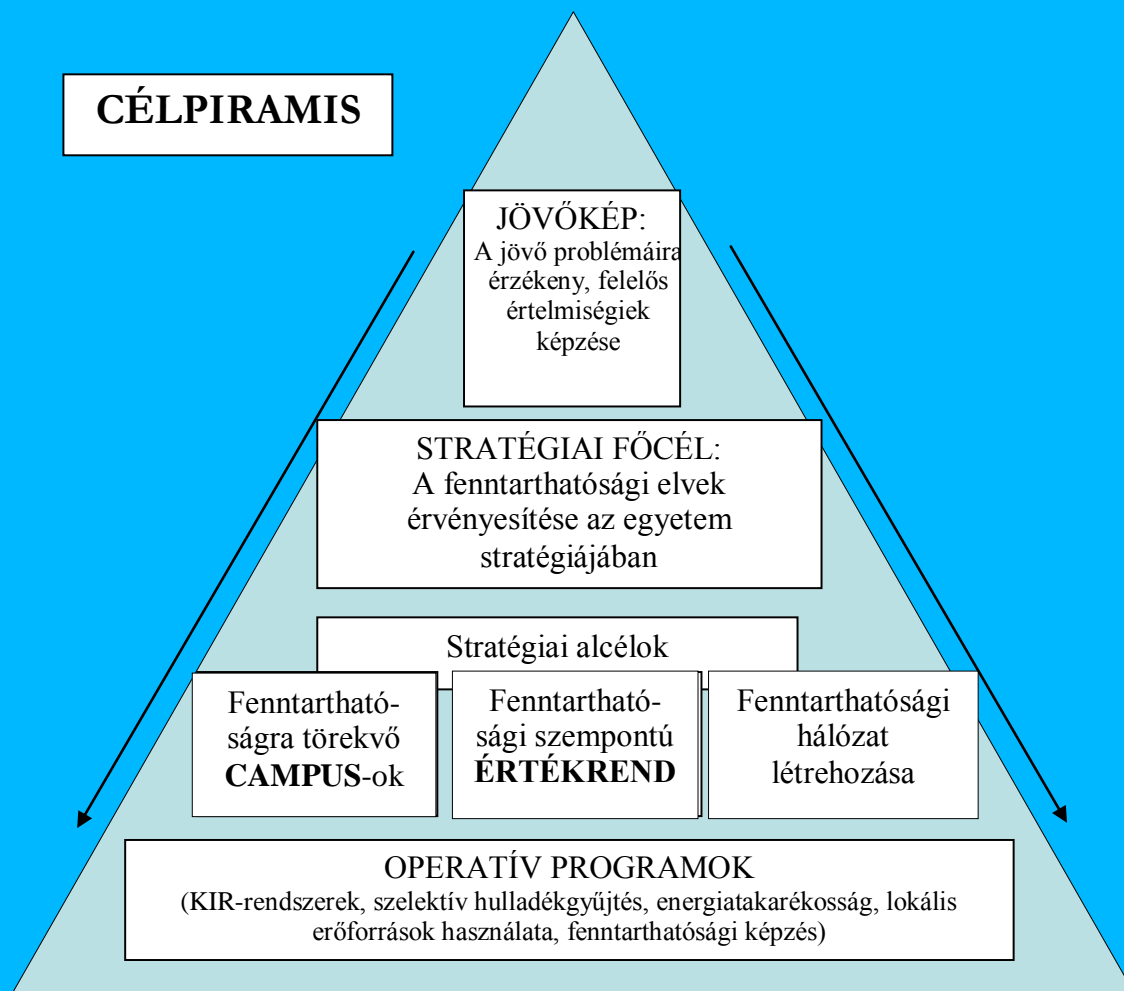 CÉLPIRAMIS
JÖVŐKÉP:
A jövő problémáira
érzékeny, felelős
értelmiségiek
képzése
STRATÉGIAI FŐCÉL:
A fenntarthatósági elvek
érvényesítése az egyetem
stratégiájában
Stratégiai alcélok
Fenntartható-
ságra törekvő
CAMPUS-ok
Fenntartható-
sági szempontú
ÉRTÉKREND
Fenntarthatósági
hálózat
létrehozása
OPERATÍV PROGRAMOK
(KIR-rendszerek, szelektív hulladékgyűjtés, energiatakarékosság, lokális
erőforrások használata, fenntarthatósági képzés)